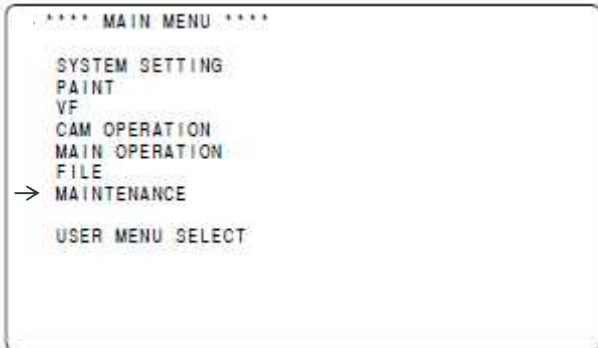 **** MAIN MENU ****
SYSTEM SETTING
PAINT
VF
CAM OPERATION
MAIN OPERATION
FILE
→ MAINTENANCE
USER MENU SELECT